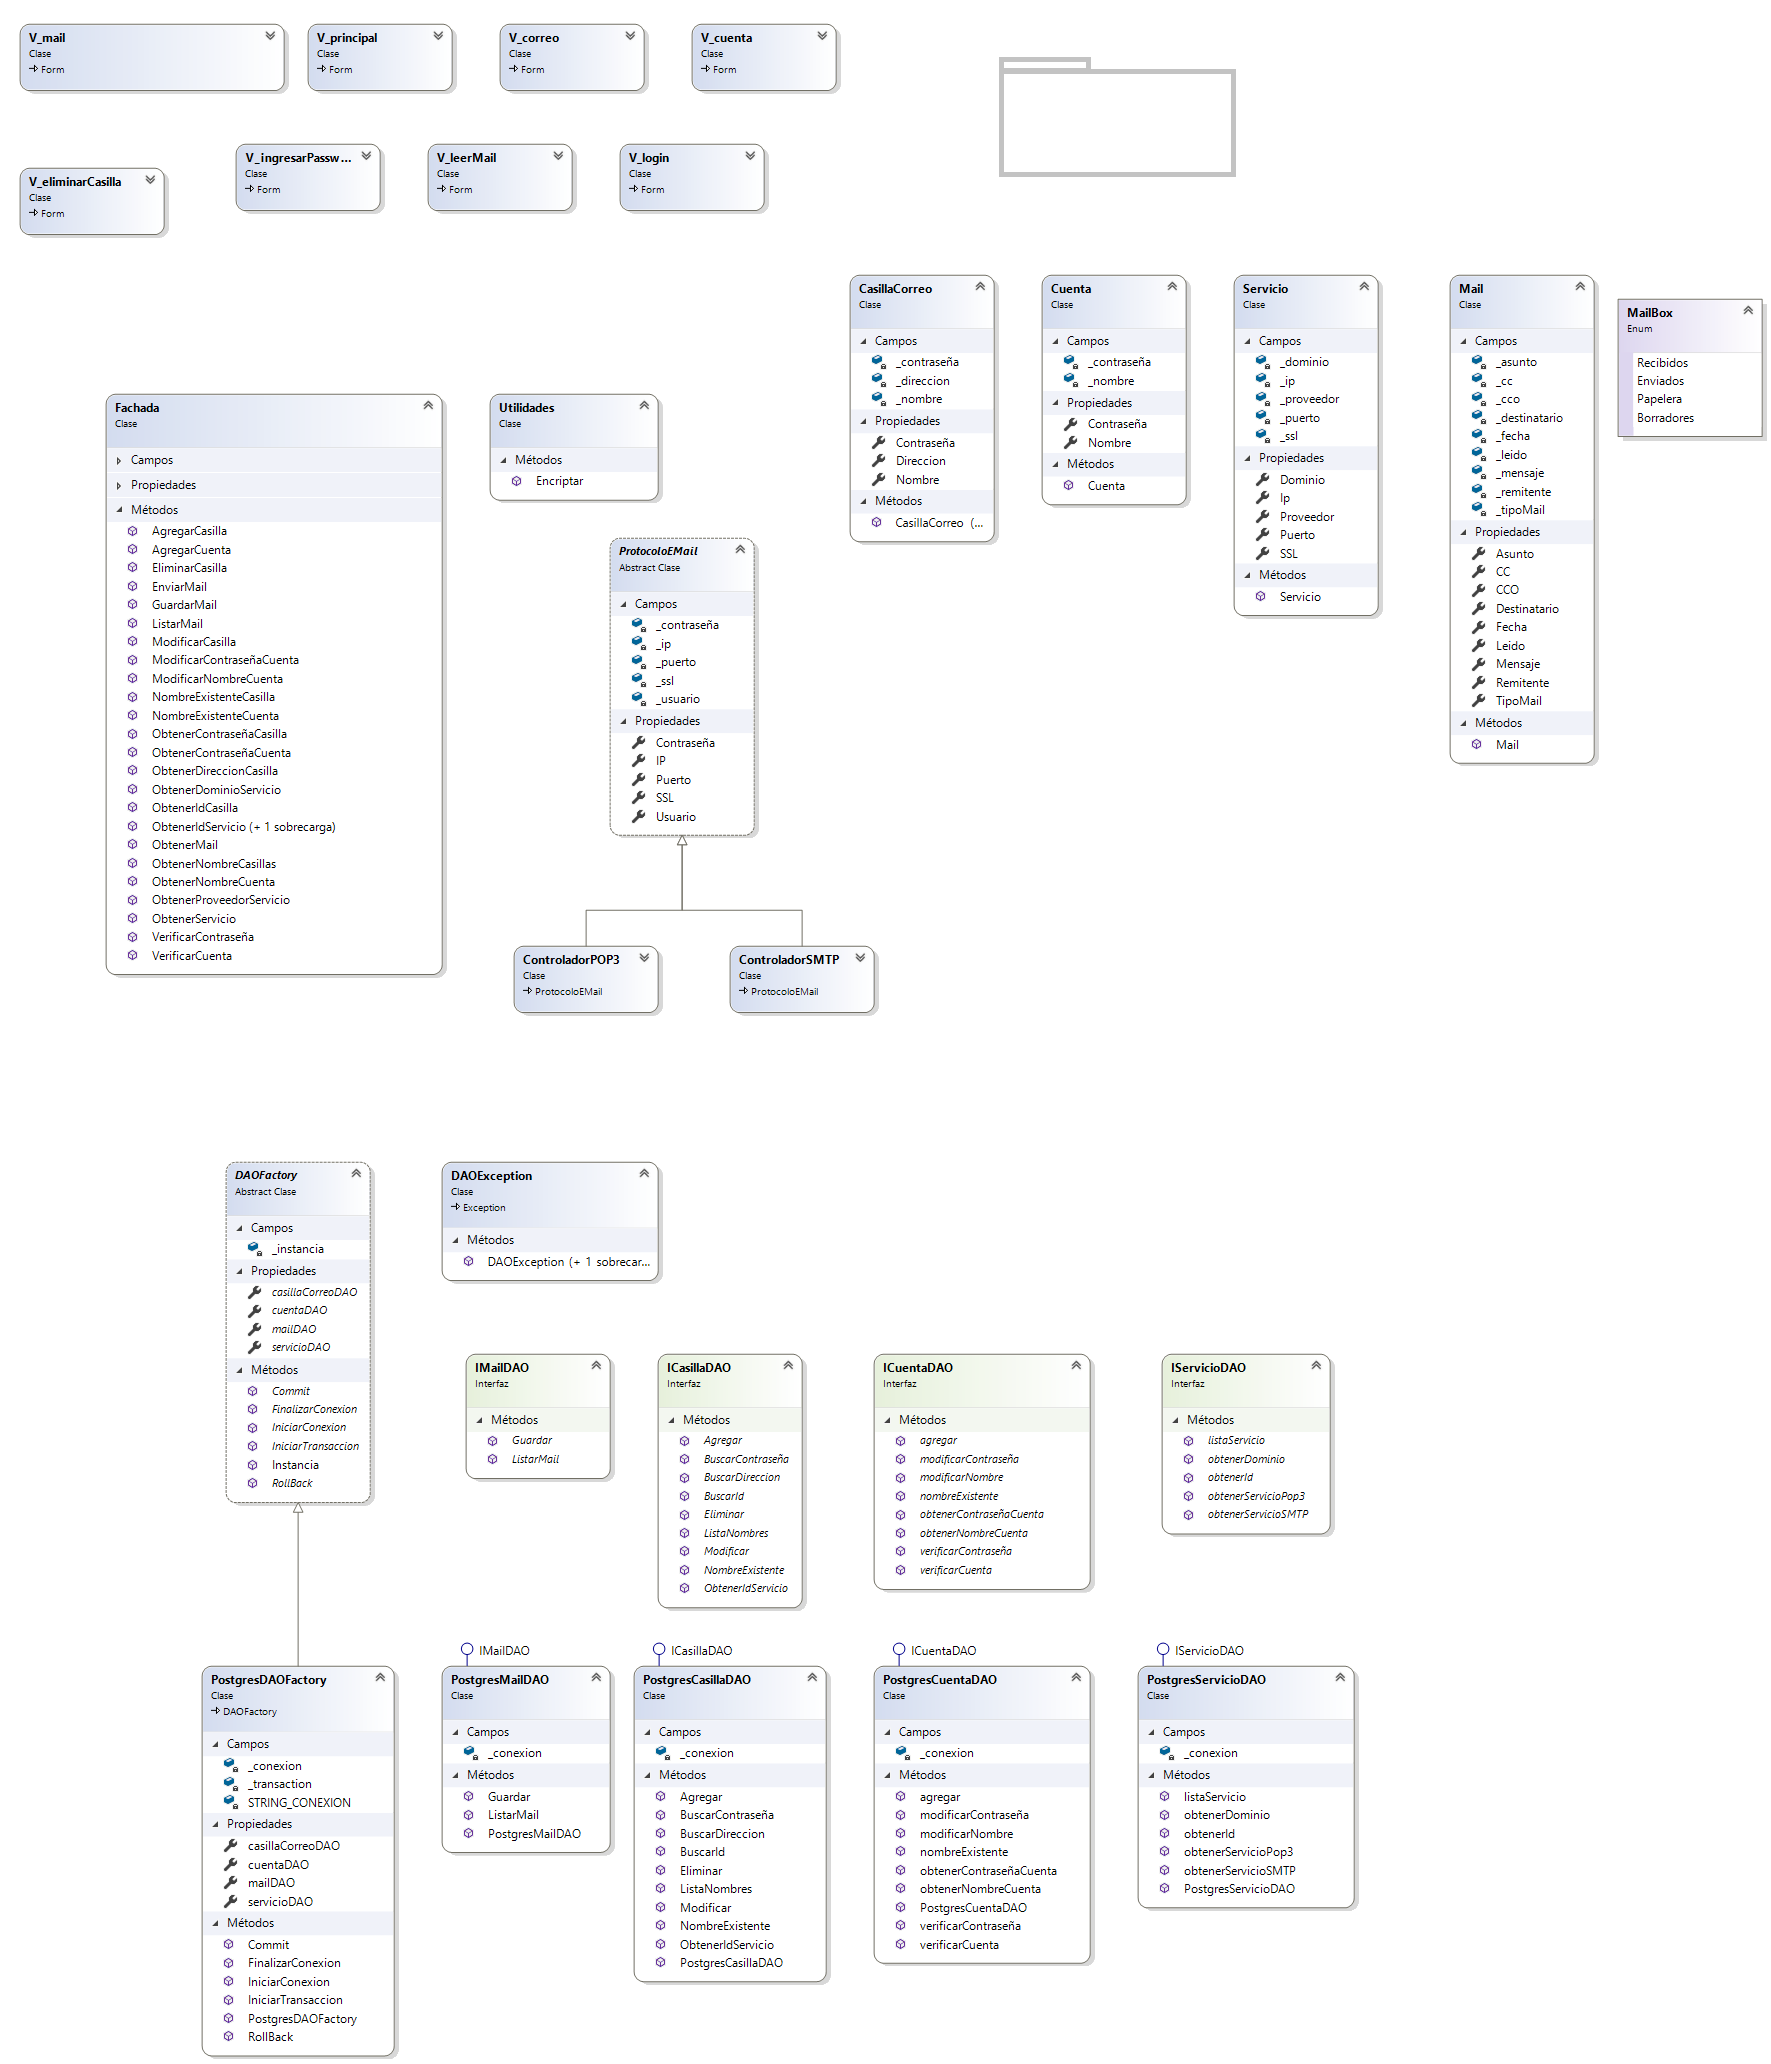 V_mail
Clase
Form
V_principal
Clase
Form
V_correo
Clase
Form
V_cuenta
Clase
Form
V_eliminarCasilla
Clase
Form
V_ingresarPassw...
Clase
Form
V_leerMail
Clase
Form
V_login
Clase
Form
CasillaCorreo
Clase
Campos
_contraseña
_direccion
_nombre
Propiedades
Contraseña
Direccion
Nombre
Métodos
CasillaCorreo (...
Cuenta
Clase
Campos
_contraseña
_nombre
Propiedades
Contraseña
Nombre
Métodos
Cuenta
Servicio
Clase
Campos
_dominio
_ip
_proveedor
_puerto
_ssl
Propiedades
Dominio
Ip
Proveedor
Puerto
SSL
Métodos
Servicio
Mail
Clase
Campos
_asunto
_cc
_cco
_destinatario
_fecha
_leido
_mensaje
_remitente
_tipoMail
Propiedades
Asunto
CC
CCO
Destinatario
Fecha
Leido
Mensaje
Remitente
TipoMail
Métodos
Mail
MailBox
Enum
Recibidos
Enviados
Papelera
Borradores
Fachada
Clase
Campos
Propiedades
Métodos
AgregarCasilla
AgregarCuenta
EliminarCasilla
EnviarMail
GuardarMail
ListarMail
ModificarCasilla
ModificarContraseñaCuenta
ModificarNombreCuenta
NombreExistenteCasilla
NombreExistenteCuenta
ObtenerContraseñaCasilla
ObtenerContraseñaCuenta
ObtenerDireccionCasilla
ObtenerDominioServicio
ObtenerIdCasilla
ObtenerIdServicio (+ 1 sobrecarga)
ObtenerMail
ObtenerNombreCasillas
ObtenerNombreCuenta
ObtenerProveedorServicio
ObtenerServicio
VerificarContraseña
VerificarCuenta
Utilidades
Clase
Métodos
Encriptar
ProtocoloEMail
Abstract Clase
Campos
_contraseña
_ip
_puerto
_ssl
_usuario
Propiedades
Contraseña
IP
Puerto
SSL
Usuario
ControladorPOP3
Clase
ProtocoloEMail
ControladorSMTP
Clase
ProtocoloEMail
DAOFactory
Abstract Clase
Campos
_instancia
Propiedades
casillaCorreoDAO
cuentaDAO
mailDAO
servicioDAO
Métodos
Commit
FinalizarConexion
IniciarConexion
IniciarTransaccion
Instancia
RollBack
DAOException
Clase
Exception
Métodos
DAOException (+ 1 sobrecar...
IMailDAO
Interfaz
Métodos
Guardar
ListarMail
ICasillaDAO
Interfaz
Métodos
Agregar
BuscarContraseña
BuscarDireccion
BuscarId
Eliminar
ListaNombres
Modificar
NombreExistente
ObtenerIdServicio
ICuentaDAO
Interfaz
Métodos
agregar
modificarContraseña
modificarNombre
nombreExistente
obtenerContraseñaCuenta
obtenerNombreCuenta
verificarContraseña
verificarCuenta
IServicioDAO
Interfaz
Métodos
listaServicio
obtenerDominio
obtenerId
obtenerServicioPop3
obtenerServicioSMTP
PostgresDAOFactory
Clase
DAOFactory
Campos
_conexion
_transaction
STRING_CONEXION
Propiedades
casillaCorreoDAO
cuentaDAO
mailDAO
servicioDAO
Métodos
Commit
FinalizarConexion
IniciarConexion
IniciarTransaccion
PostgresDAOFactory
RollBack
IMailDAO
PostgresMailDAO
Clase
Campos
_conexion
Métodos
Guardar
ListarMail
PostgresMailDAO
ICasillaDAO
PostgresCasillaDAO
Clase
Campos
_conexion
Métodos
Agregar
BuscarContraseña
BuscarDireccion
BuscarId
Eliminar
ListaNombres
Modificar
NombreExistente
ObtenerIdServicio
PostgresCasillaDAO
ICuentaDAO
PostgresCuentaDAO
Clase
Campos
_conexion
Métodos
agregar
modificarContraseña
modificarNombre
nombreExistente
obtenerContraseñaCuenta
obtenerNombreCuenta
PostgresCuentaDAO
verificarContraseña
verificarCuenta
IServicioDAO
PostgresServicioDAO
Clase
Campos
_conexion
Métodos
listaServicio
obtenerDominio
obtenerId
obtenerServicioPop3
obtenerServicioSMTP
PostgresServicioDAO